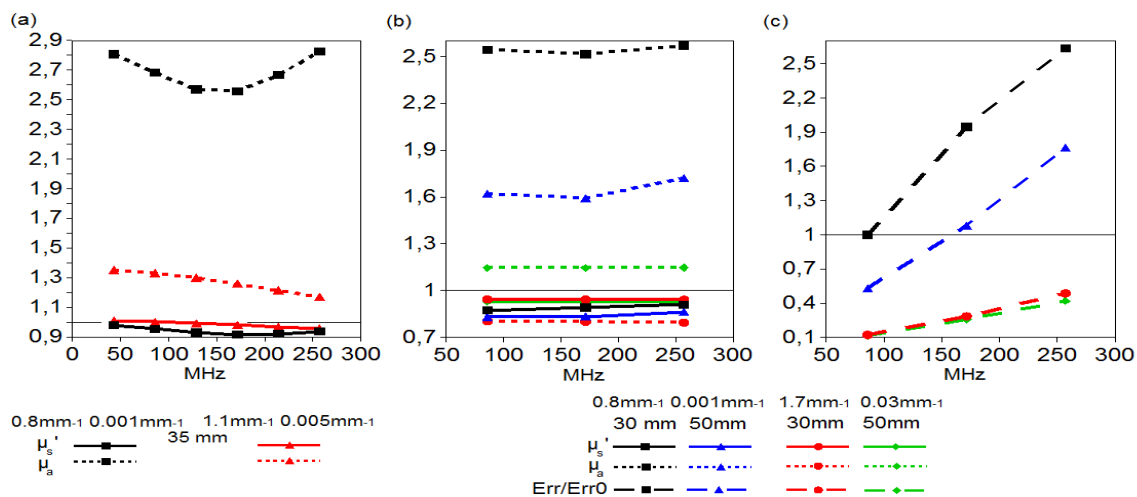 (a)
2,9
2,7
2,5
2,3
2,1
1,9
1,7
1,5
1,3
1,1
0,9
0 50 100 150 200 250 300
MHz
(b)
2,5
2,2
1,9
1,6
1,3
1
0,7
50 100 150 200 250 300
MHz
(c)
2,5
2,2
1,9
1,6
1,3
1
0,7
0,4
0,1
50 100 150 200 250 300
MHz
0.8mm-1 0.001mm-1 1.1mm-1 0.005mm-1
35 mm
μs'
μa
0.8mm-1 0.001mm-1 1.7mm-1 0.03mm-1
30 mm 50mm 30mm 50mm
μs'
μa
Err/Err0